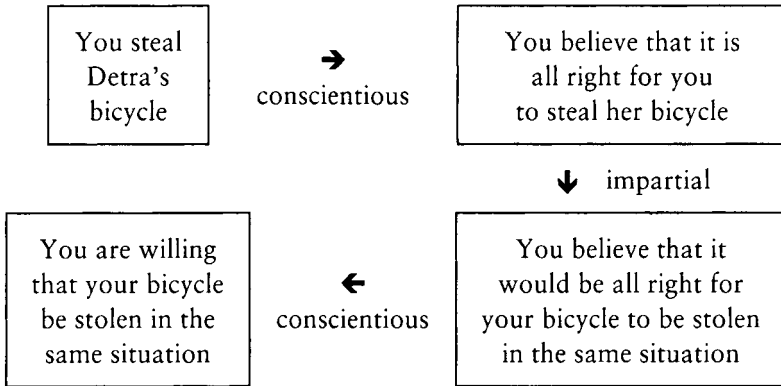 You steal
Detra's
bicycle
→
conscientious
You believe that it is
all right for you
to steal her bicycle
↓ impartial
You believe that it
would be all right for
your bicycle to be stolen
in the same situation
←
conscientious
You are willing
that your bicycle
be stolen in the
same situation